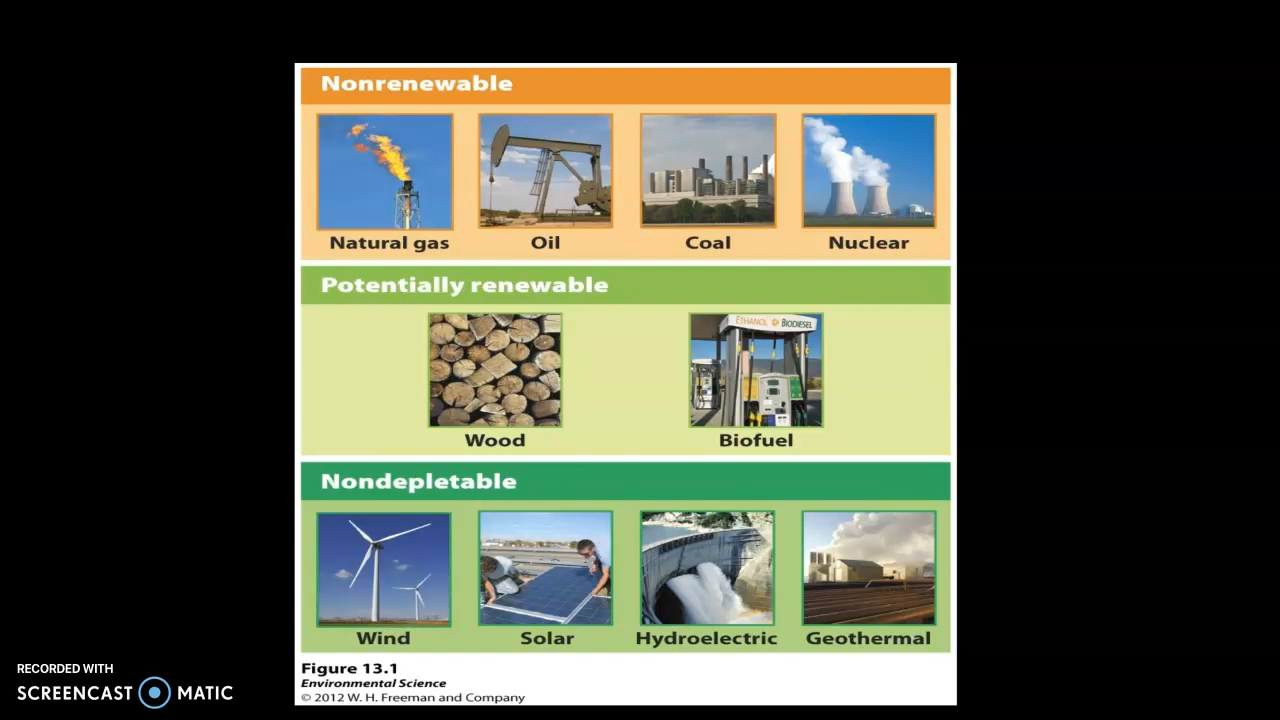 Nonrenewable
Natural gas
Oil
Coal
Nuclear
Potentially renewable
ETHANOL BIODIESEL
Wood
Biofuel
Nondepletable
Wind
Solar
Hydroelectric
Geothermal
Figure 13.1
Environmental Science
© 2012 W. H. Freeman and Company
RECORDED WITH
SCREENCAST MATIC